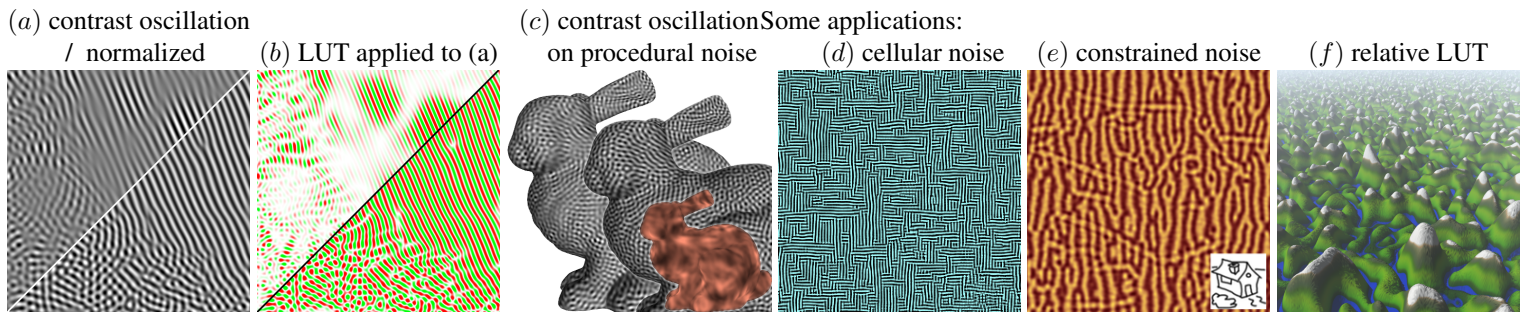 (a) contrast oscillation
/ normalized
(b) LUT applied to (a)
(c) contrast oscillation
on procedural noise
Some applications:
(d) cellular noise
(e) constrained noise
(f) relative LUT